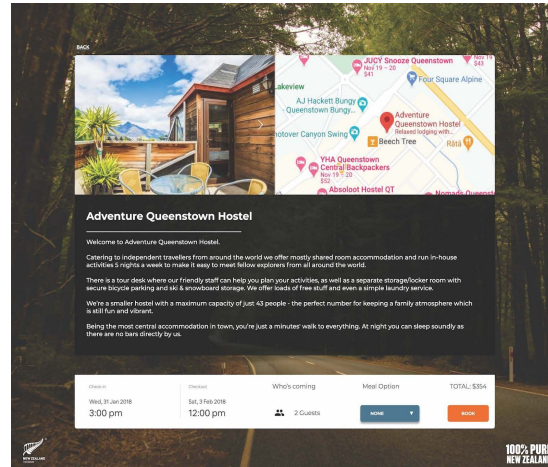 BACK
JUCY Snooze Queenstown
Nov 19 – 20
$41
Nov 19
$43
Lakeview
Four Square Alpine
AJ Hackett Bungy
Queenstown Bungy...
Adventure
Queenstown Hostel
Relaxed lodging with...
hotover Canyon Swing
Beech Tree
Rātā
YHA Queenstown
Central Backpackers
Nov 19 – 20
$52
Absoloot Hostel QT
Nomads Queenst
Adventure Queenstown Hostel
Welcome to Adventure Queenstown Hostel.
Catering to independent travellers from around the world we offer mostly shared room accommodation and run in-house
activities 5 nights a week to make it easy to meet fellow explorers from all around the world.
There is a tour desk where our friendly staff can help you plan your activities, as well as a separate storage/locker room with
secure bicycle parking and ski & snowboard storage. We offer loads of free stuff and even a simple laundry service.
We're a smaller hostel with a maximum capacity of just 43 people - the perfect number for keeping a family atmosphere which
is still fun and vibrant.
Being the most central accommodation in town, you're just a minutes' walk to everything. At night you can sleep soundly as
there are no bars directly by us.
Check in Checkout Who's coming Meal Option TOTAL: $354
Wed, 31 Jan 2018 Sat, 3 Feb 2018
3:00 pm 12:00 pm 2 Guests NONE BOOK
NEW ZEALAND
100% PURE
NEW ZEALAND